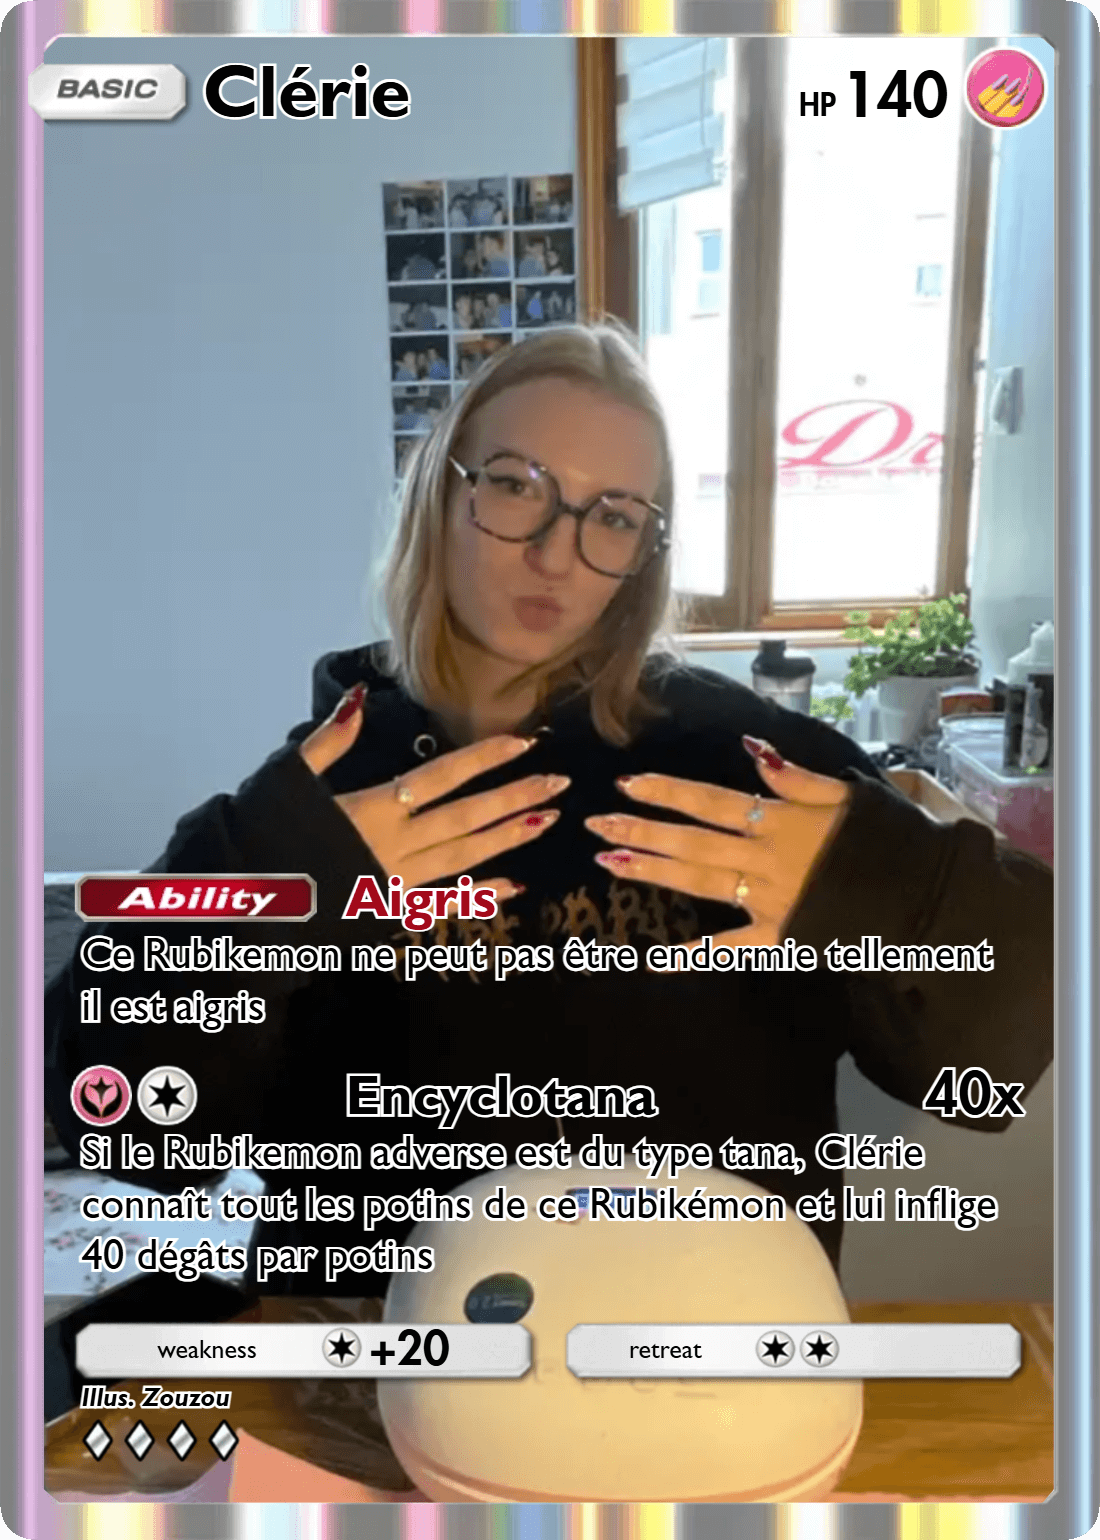 BASIC Clérie HP 140
Dr
Ability Aigris
Ce Rubikemon ne peut pas être endormie tellement
il est aigris
Encyclotana 40x
Si le Rubikemon adverse est du type tana, Clérie
connaît tout les potins de ce Rubikémon et lui inflige
40 dégâts par potins
weakness +20 retreat
Illus. Zouzou